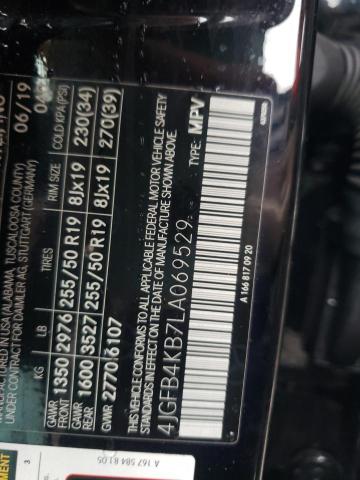 MANUFACTURED IN USA (ALABAMA, TUSCALOOSA COUNTY)
FOR DAIMLER AG, STUTTGART (GERMANY)
06/19
KG LB TIRES RIM SIZE COLD KPA (PSI)
GAWR FRONT 1350 2976 255/50 R19 8Jx19 230(34)
GAWR REAR 1600 3527 255/50 R19 8Jx19 270(39)
GVWR 2770 6107
THIS VEHICLE CONFORMS TO ALL APPLICABLE FEDERAL MOTOR VEHICLE SAFETY
STANDARDS IN EFFECT ON THE DATE OF MANUFACTURE SHOWN ABOVE.
4JGFB4KB7LA069529 TYPE: MPV
A 166 817 09 20
3
A 167 584 81 05